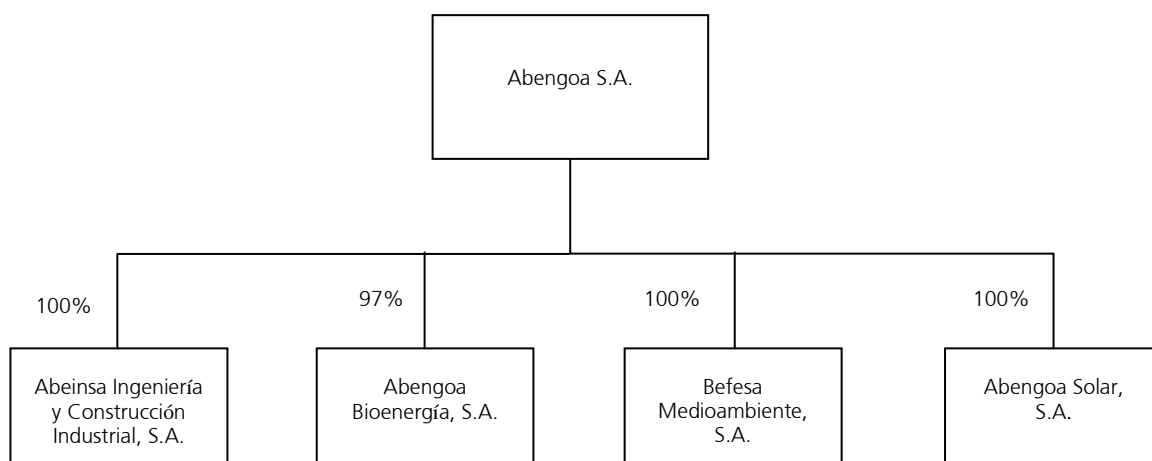 Abengoa S.A.
100%
97%
100%
100%
Abeinsa Ingeniería
y Construcción
Industrial, S.A.
Abengoa
Bioenergía, S.A.
Befesa
Medioambiente,
S.A.
Abengoa Solar,
S.A.